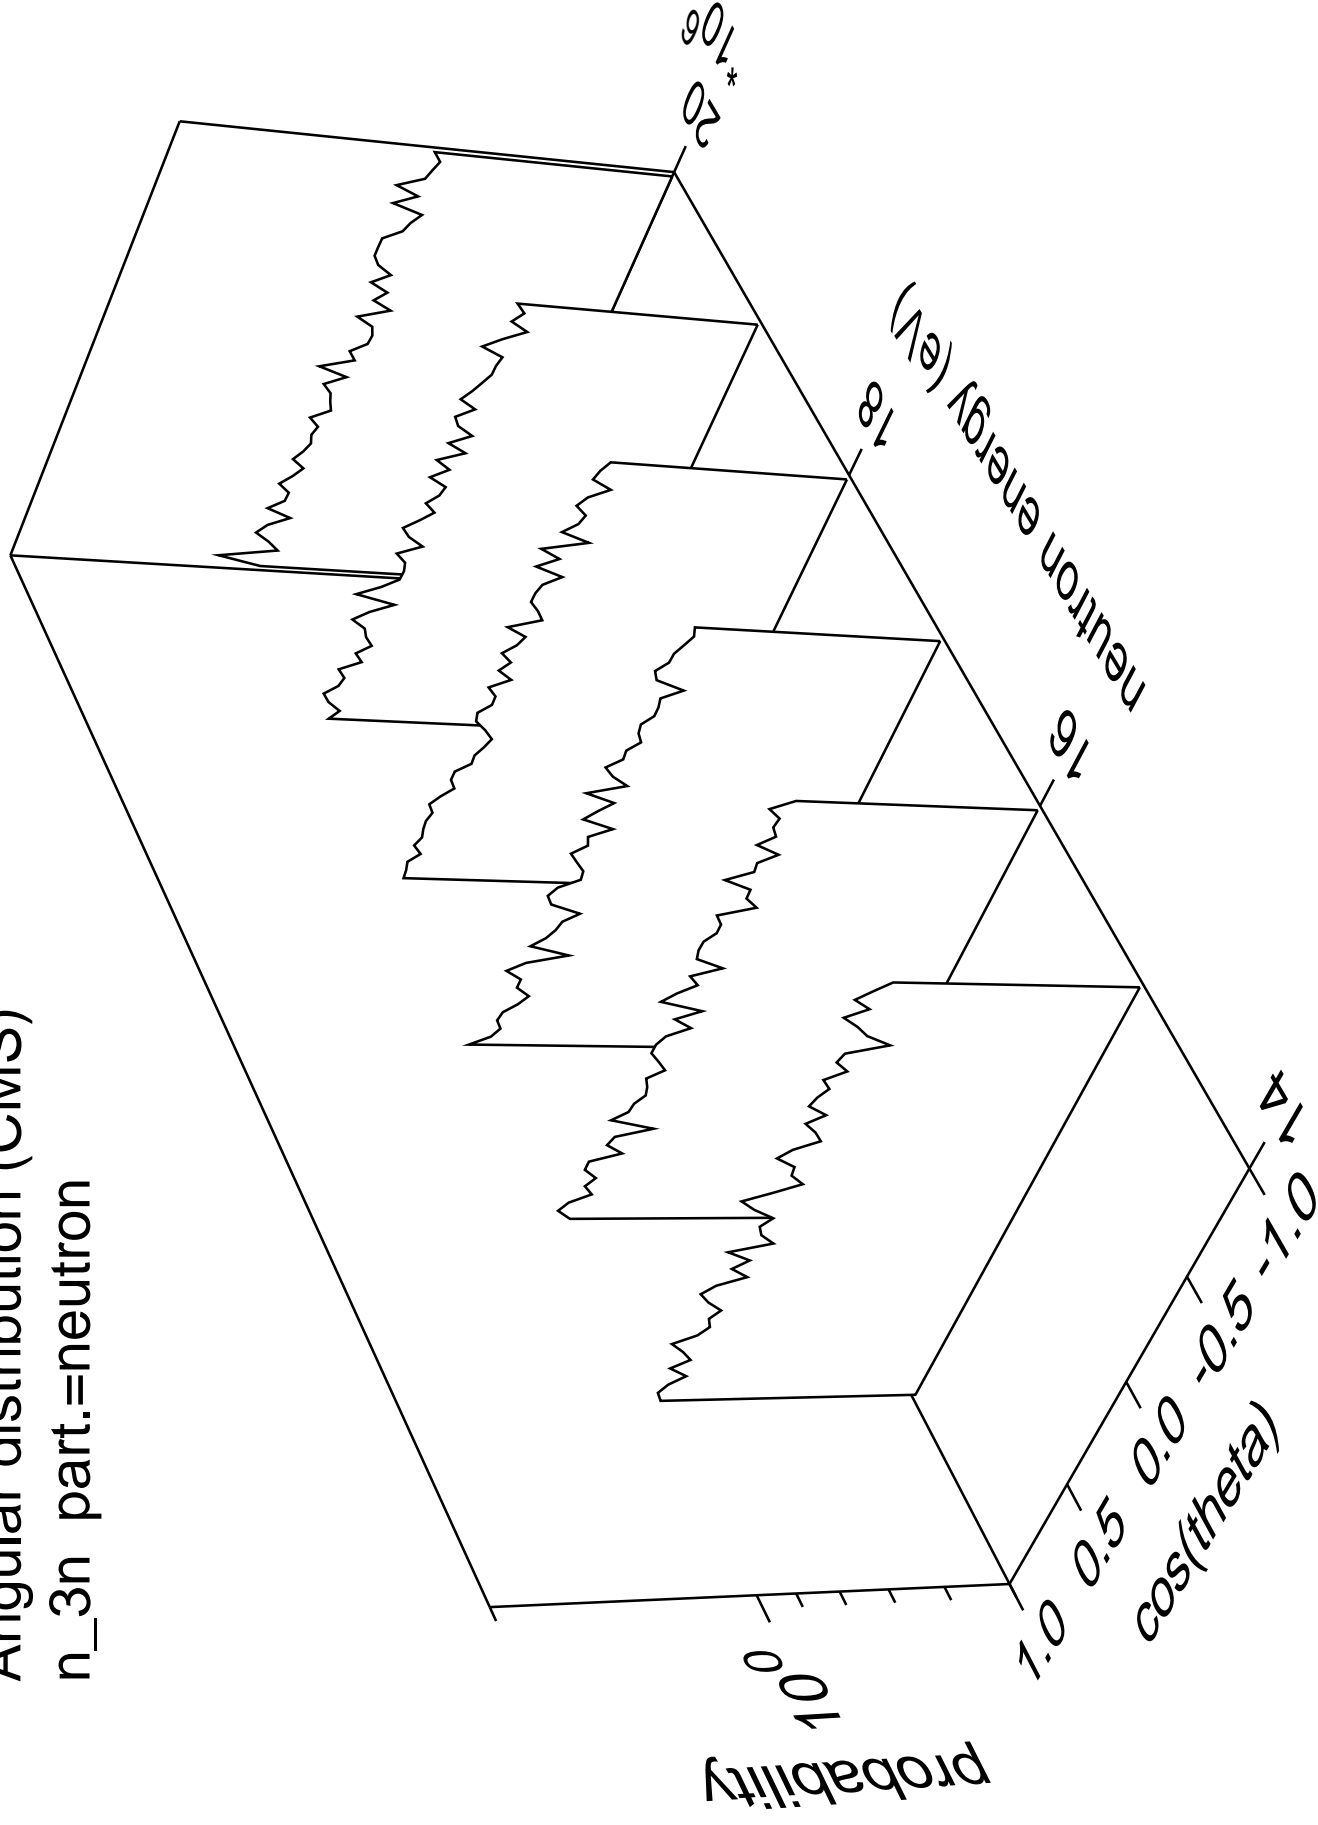 Angular distribution (CMS)
n_3n part.=neutron
probability
10^0
cos(theta)
1.0 0.5 0.0 -0.5 -1.0
neutron energy (eV)
14 16 18 20
*10^6